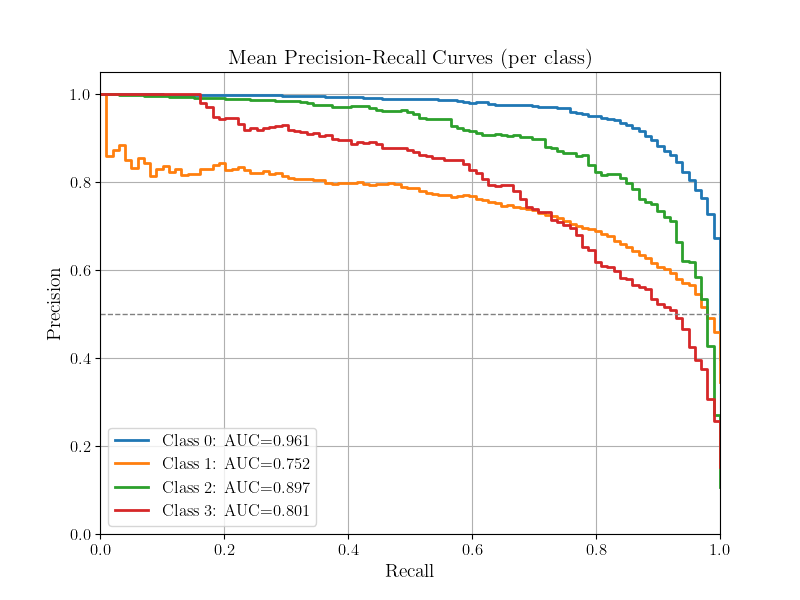 Mean Precision-Recall Curves (per class)
1.0
0.8
0.6
0.4
0.2
0.0
Precision
Class 0: AUC=0.961
Class 1: AUC=0.752
Class 2: AUC=0.897
Class 3: AUC=0.801
0.0 0.2 0.4 0.6 0.8 1.0
Recall